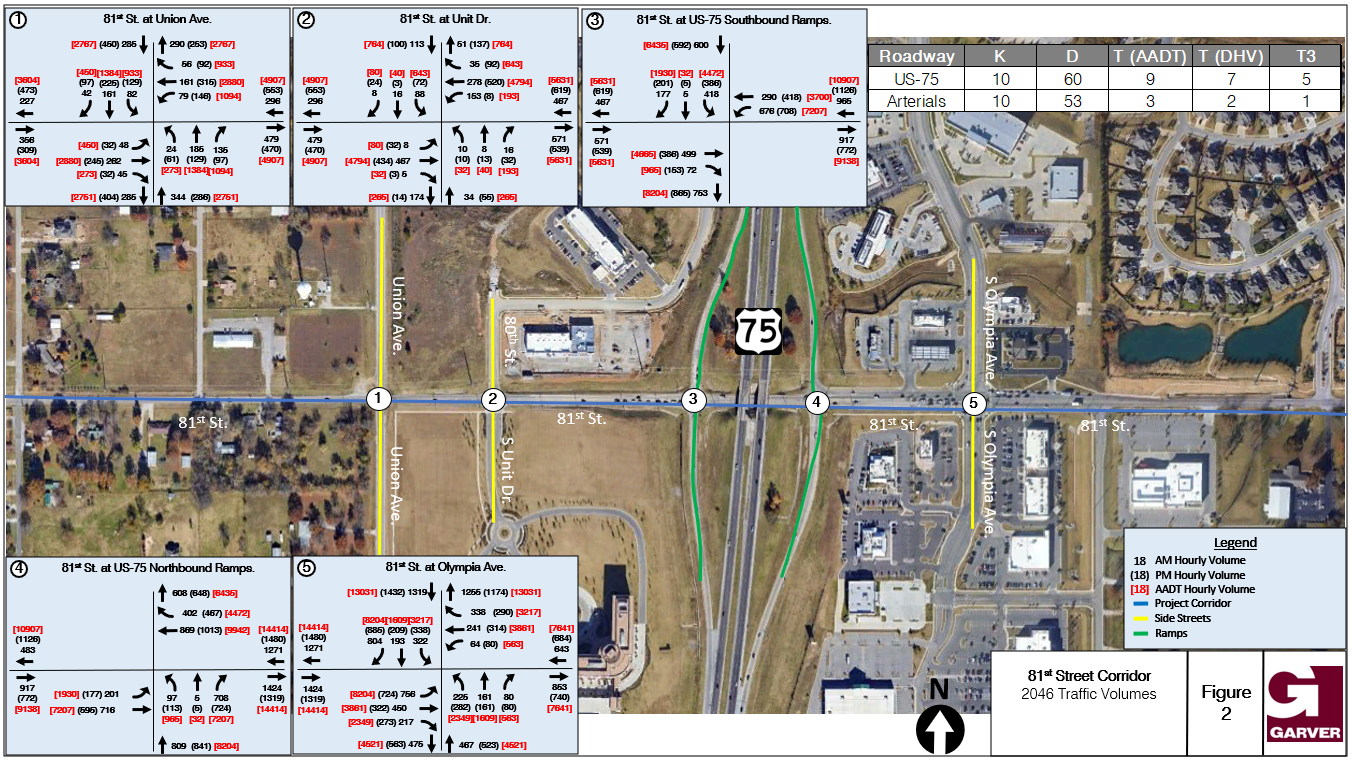 ① 81st St. at Union Ave.
[2767] (450) 285 290 (253) [2767]
56 (92) [933]
[450][1384][933]
[3604] (97) (225) (129) 161 (316) [2880] [4907]
(473) 42 161 82 79 (146) [1094] (553)
227 296
356 [450] (32) 48 24 185 135 479
(309) [2880] (245) 262 (61) (129) (97) (470)
[3604] [273] (32) 45 [273] [1384][1094] [4907]
[2751] (404) 285 344 (286) [2751]
② 81st St. at Unit Dr.
[764] (100) 113 51 (137) [764]
36 (92) [643]
[80] [40] [643]
[4907] (24) (3) (72) 278 (520) [4794] [5631]
(553) 8 16 88 153 (8) [193] (619)
296 467
479 [80] (32) 8 10 8 16 571
(470) [4794] (434) 467 (10) (13) (32) (539)
[4907] [32] (3) 5 [32] [40] [193] [5631]
[265] (14) 174 34 (55) [265]
③ 81st St. at US-75 Southbound Ramps.
[6435] (592) 600
[1930] [32] [4472]
[5631] (201) (5) (386) [10907]
(619) 177 5 418 290 (418) [3700] (1126)
467 676 (708) [7207] 965
571 [4665] (386) 499 917
(539) [965] (153) 72 (772)
[5631] [9138]
[8204] (865) 753
Roadway K D T (AADT) T (DHV) T3
US-75 10 60 9 7 5
Arterials 10 53 3 2 1
Union Ave.
80th St.
75
S Olympia Ave.
1 2 3 4 5
81st St. 81st St. 81st St. 81st St.
Union Ave.
S Unit Dr.
S Olympia Ave.
④ 81st St. at US-75 Northbound Ramps.
608 (648) [6435]
402 (467) [4472]
[10907] 869 (1013) [9942] [14414]
(1126) (1480)
483 1271
917 [1930] (177) 201 97 5 708 1424
(772) [7207] (595) 716 (113) (5) (724) (1319)
[9138] [965] [32] [7207] [14414]
809 (841) [8204]
⑤ 81st St. at Olympia Ave.
[13031] (1432) 1319 1255 (1174) [13031]
338 (290) [3217]
[8204][1609][3217]
[14414] (685) (209) (338) 241 (314) [3861] [7641]
(1480) 804 193 322 64 (80) [563] (684)
1271 643
1424 [8204] (724) 756 225 161 80 853
(1319) [3861] (322) 450 (282) (161) (80) (740)
[14414] [2349] (273) 217 [2349][1609] [563] [7641]
[4521] (563) 475 467 (523) [4521]
Legend
18 AM Hourly Volume
(18) PM Hourly Volume
[18] AADT Hourly Volume
Project Corridor
Side Streets
Ramps
N
81st Street Corridor
2046 Traffic Volumes
Figure
2
GARVER